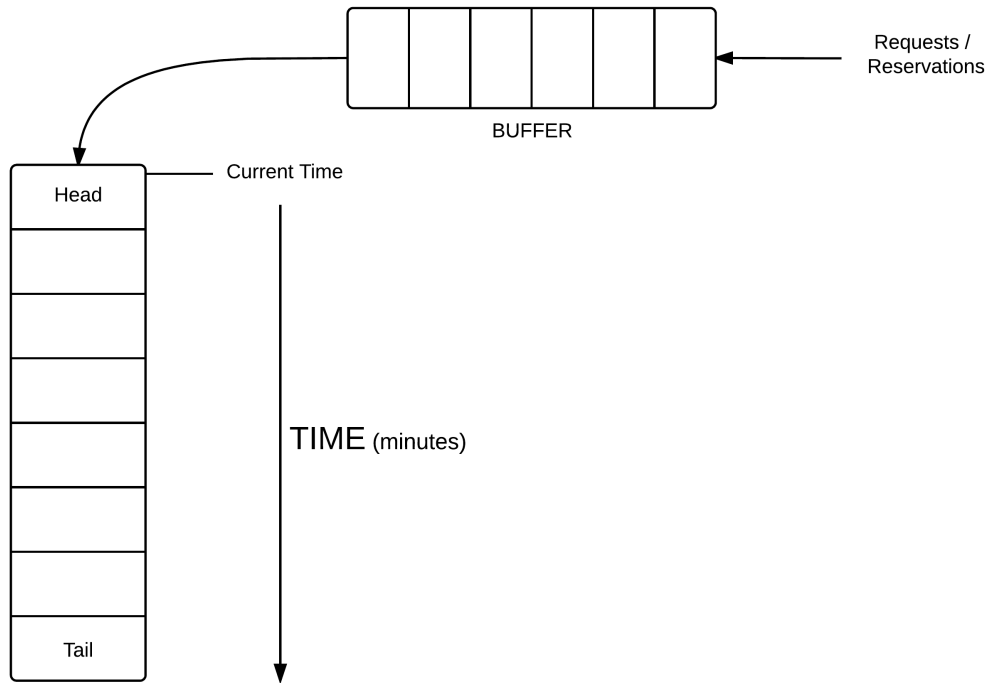 Requests /
Reservations
BUFFER
Current Time
Head
TIME (minutes)
Tail